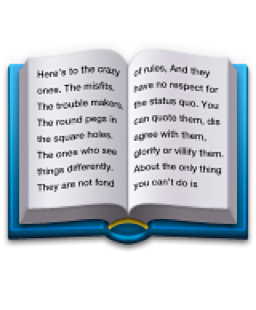 Here's to the crazy
ones. The misfits.
The trouble makers.
The round pegs in
the square holes.
The ones who see
things differently.
They are not fond
of rules, And they
have no respect for
the status quo. You
can quote them, dis
agree with them,
glorify or vilify them.
About the only thing
you can't do is